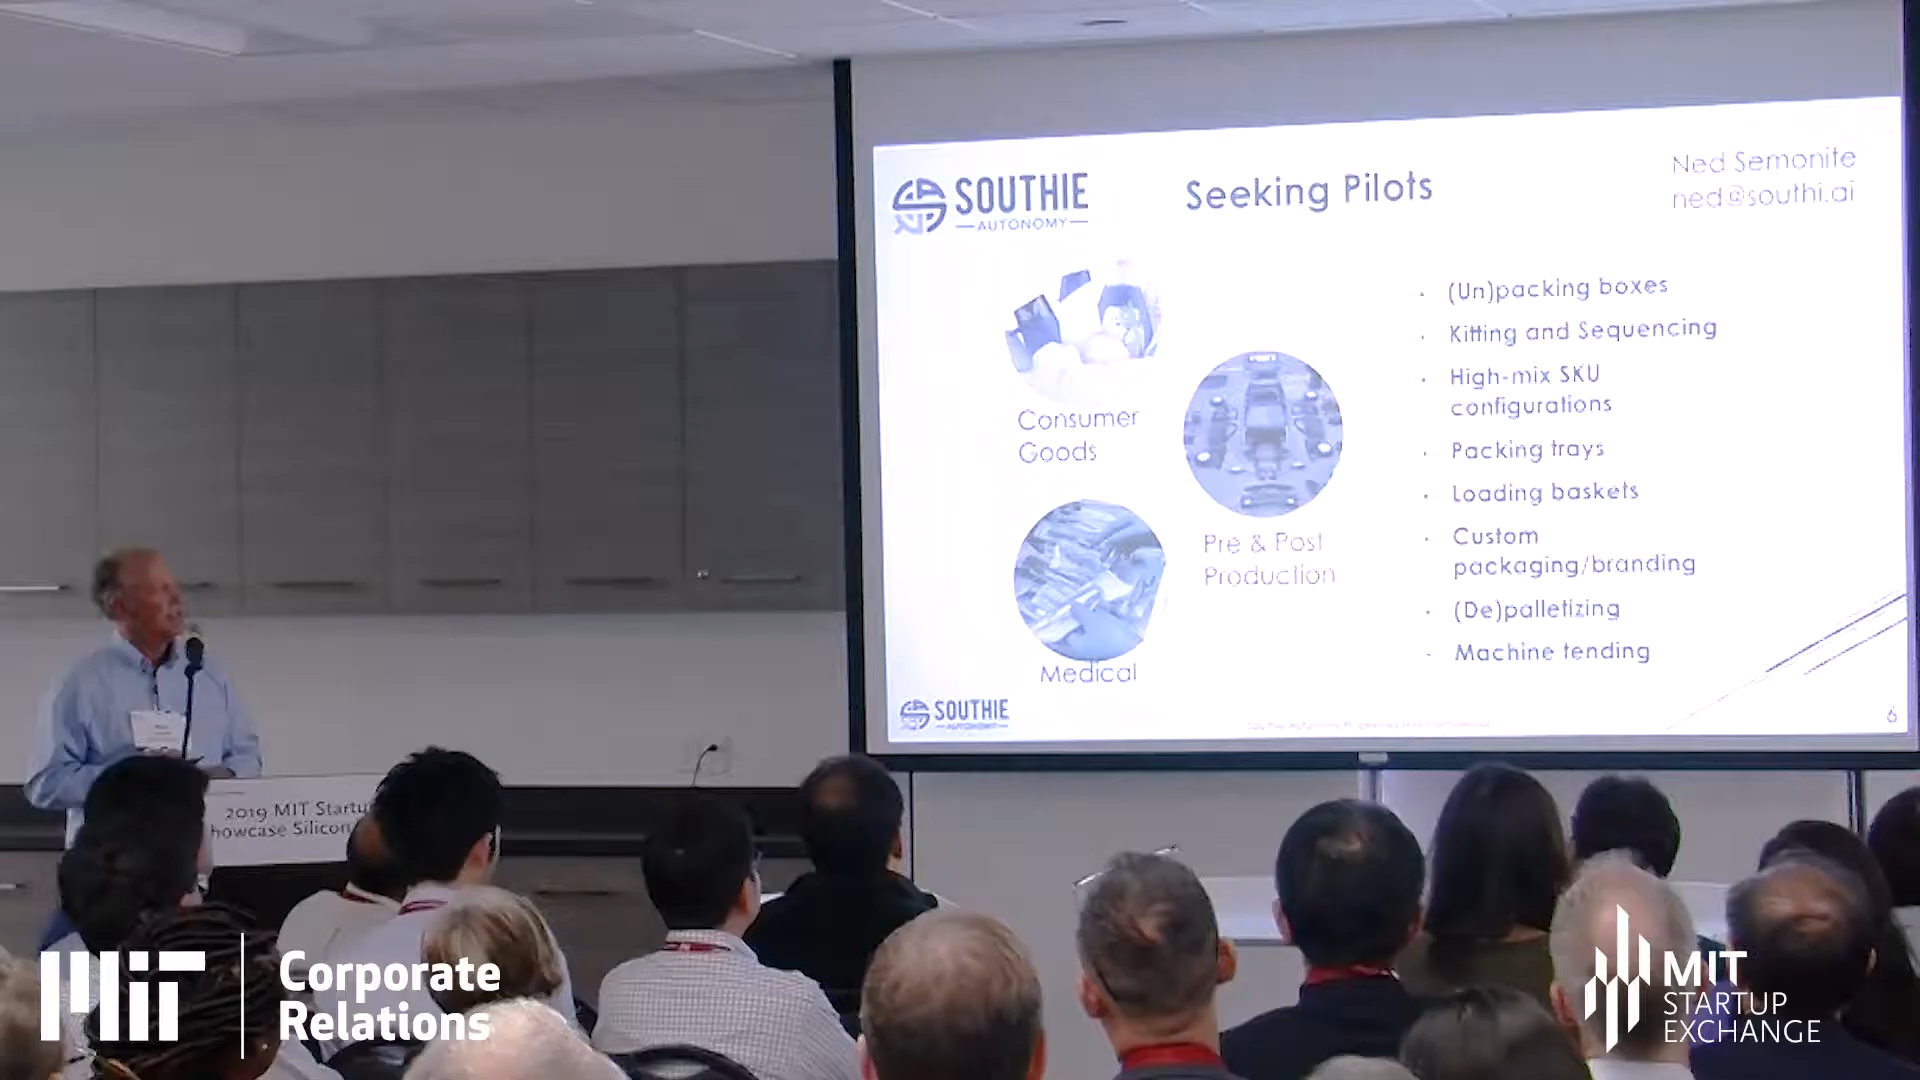 SOUTHIE
AUTONOMY
Seeking Pilots
Ned Semonite
ned@southi.ai
Consumer
Goods
Pre & Post
Production
Medical
(Un)packing boxes
Kitting and Sequencing
High-mix SKU
configurations
Packing trays
Loading baskets
Custom
packaging/branding
(De)palletizing
Machine tending
SOUTHIE
AUTONOMY
6
2019 MIT Startu
howcase Silicon
MIT
Corporate
Relations
MIT
STARTUP
EXCHANGE